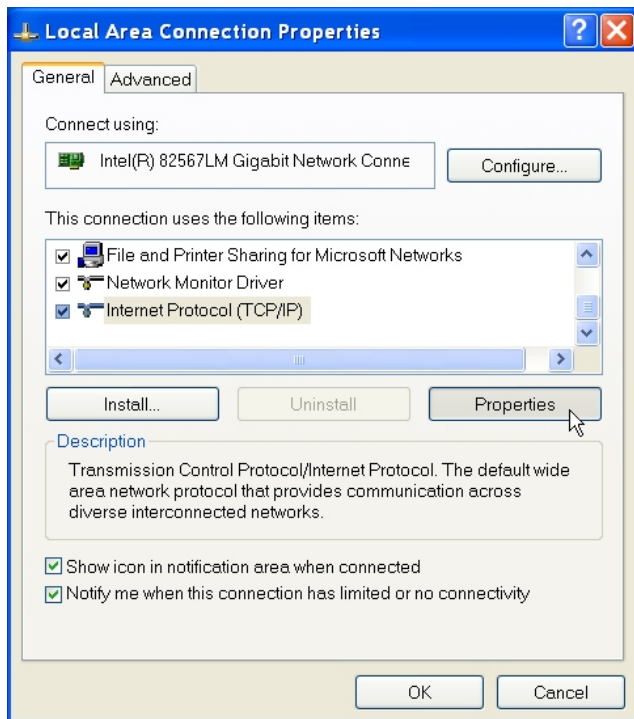 Local Area Connection Properties
General
Advanced
Connect using:
Intel(R) 82567LM Gigabit Network Conne
Configure...
This connection uses the following items:
File and Printer Sharing for Microsoft Networks
Network Monitor Driver
Internet Protocol (TCP/IP)
Install...
Uninstall
Properties
Description
Transmission Control Protocol/Internet Protocol. The default wide
area network protocol that provides communication across
diverse interconnected networks.
Show icon in notification area when connected
Notify me when this connection has limited or no connectivity
OK
Cancel